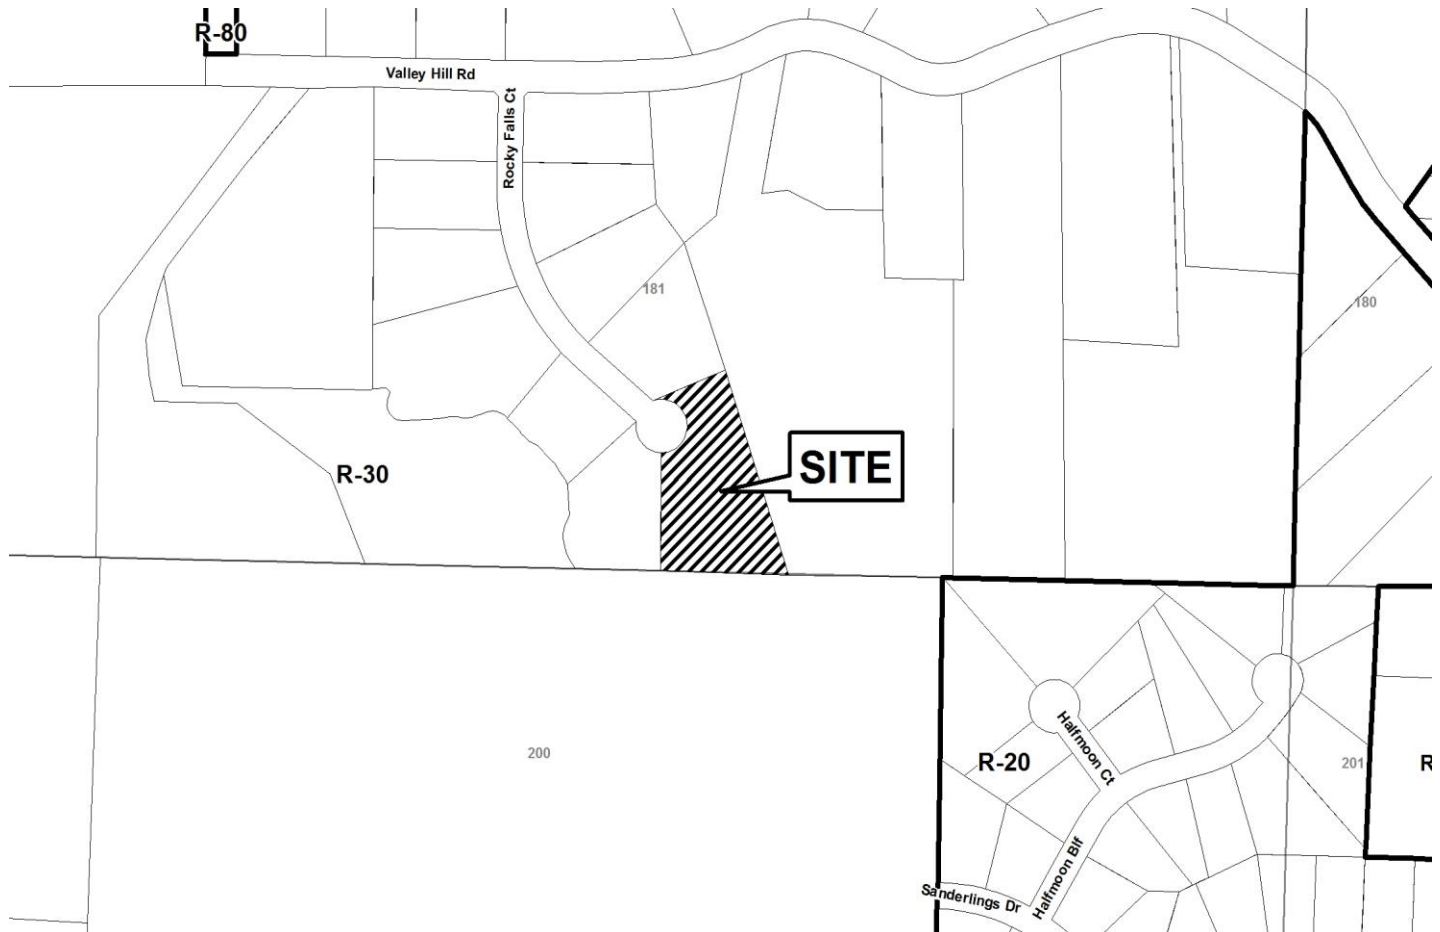 R-80
Valley Hill Rd
Rocky Falls Ct
181
180
R-30
SITE
200
R-20
Halfmoon Ct
201
R
Halfmoon Blf
Sanderlings Dr